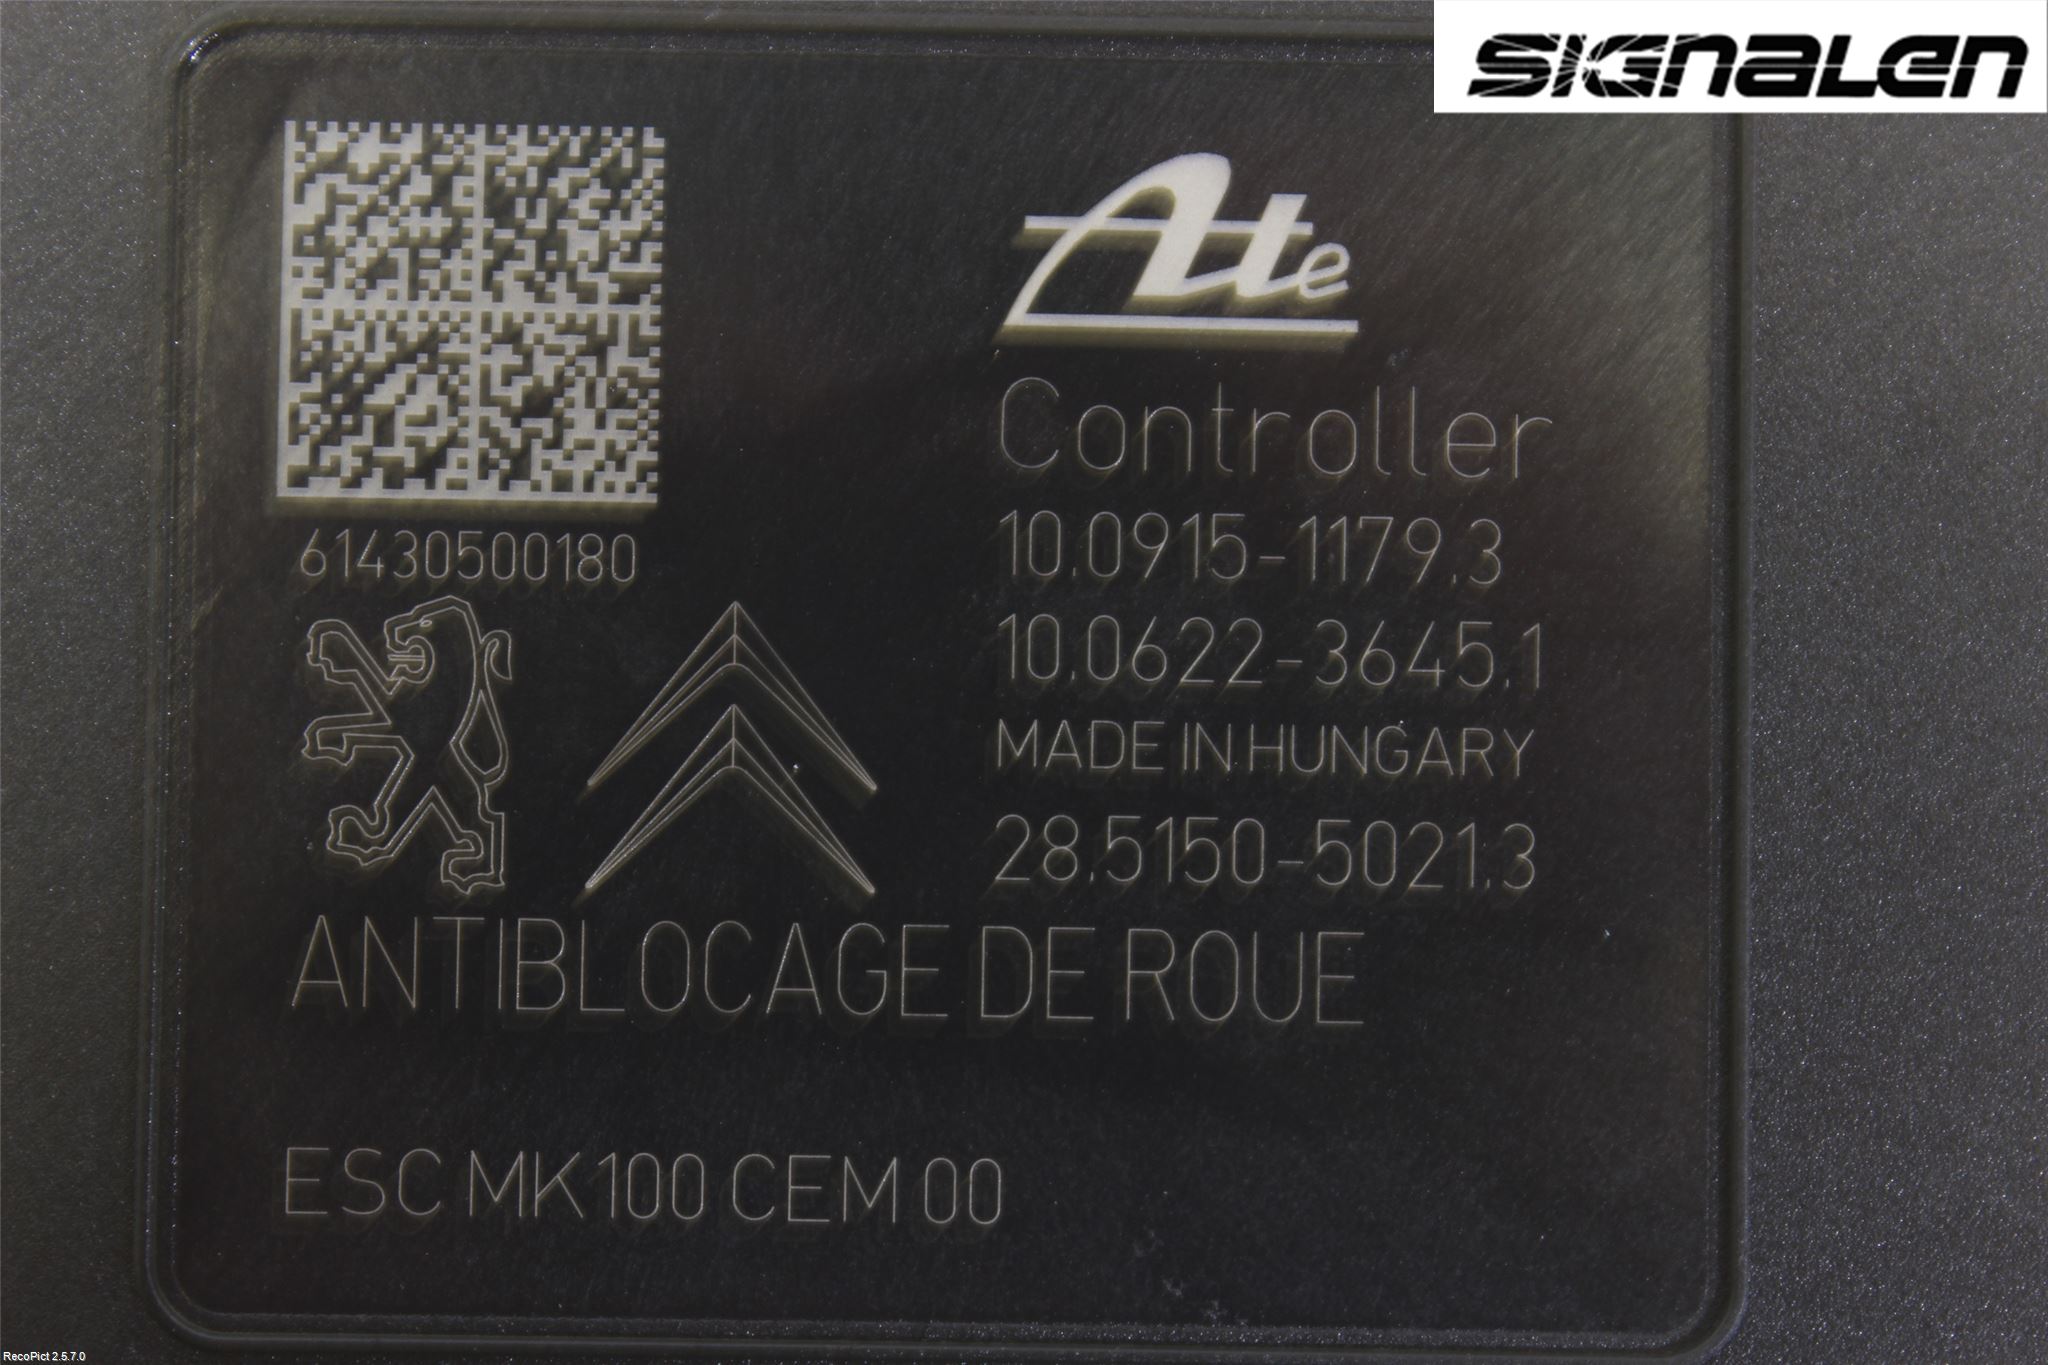 SIGNALEN
Ate
Controller
61430500180
10.0915-1179.3
10.0622-3645.1
MADE IN HUNGARY
28.5150-5021.3
ANTIBLOCAGE DE ROUE
ESC MK100 CEM 00
RecoPict 2.5.7.0